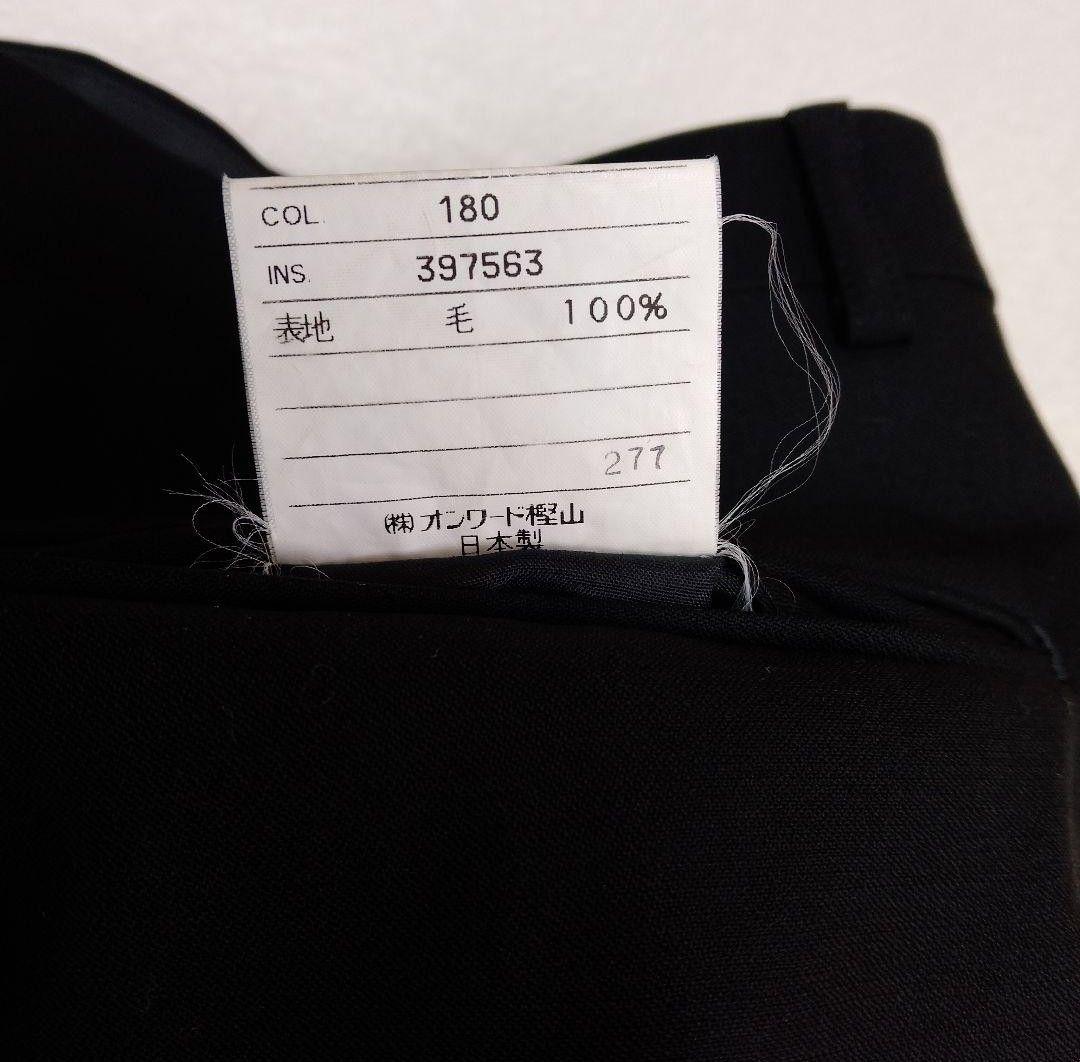 COL. 180
INS. 397563
表地 毛 100%
277
㈱オンワード樫山
日本製